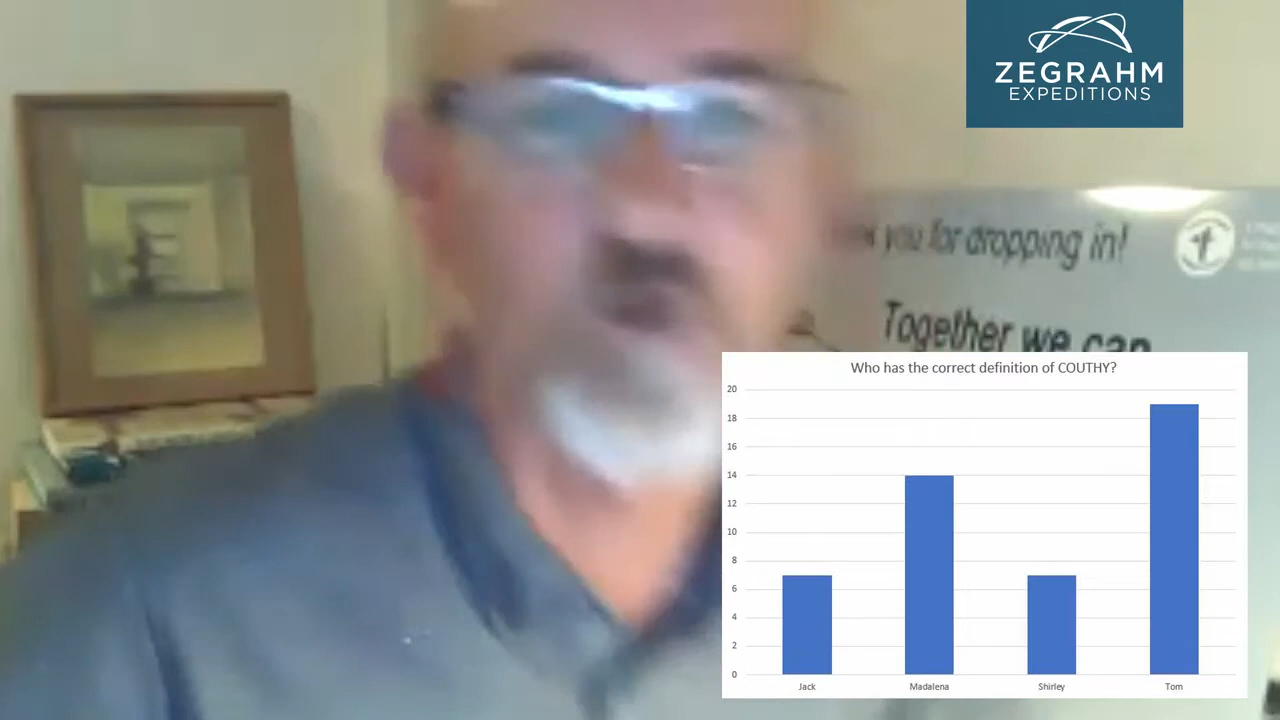 ZEGRAHM
EXPEDITIONS
you for dropping in!
Together we can
Who has the correct definition of COUTHY?
20
18
16
14
12
10
8
6
4
2
0
Jack
Madalena
Shirley
Tom